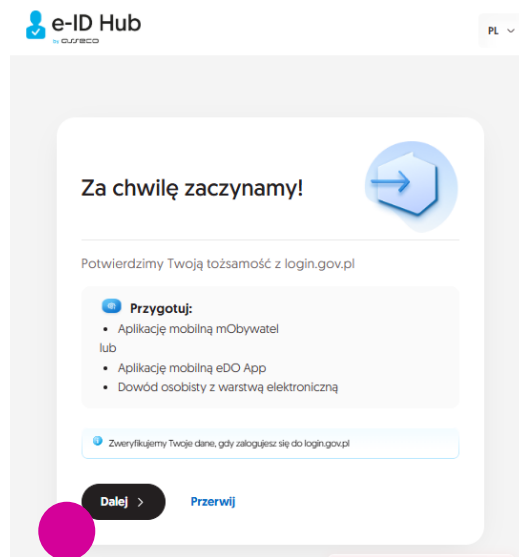 e-ID Hub
by asseco
PL
Za chwilę zaczynamy!
Potwierdzimy Twoją tożsamość z login.gov.pl
Przygotuj:
• Aplikację mobilną mObywatel
lub
• Aplikację mobilną eDO App
• Dowód osobisty z warstwą elektroniczną
Zweryfikujemy Twoje dane, gdy zalogujesz się do login.gov.pl
Dalej >
Przerwij